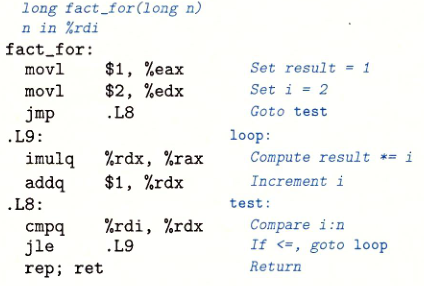 long fact_for(long n)
n in %rdi
fact_for:
movl $1, %eax Set result = 1
movl $2, %edx Set i = 2
jmp .L8 Goto test
.L9: loop:
imulq %rdx, %rax Compute result *= i
addq $1, %rdx Increment i
.L8: test:
cmpq %rdi, %rdx Compare i:n
jle .L9 If <=, goto loop
rep; ret Return